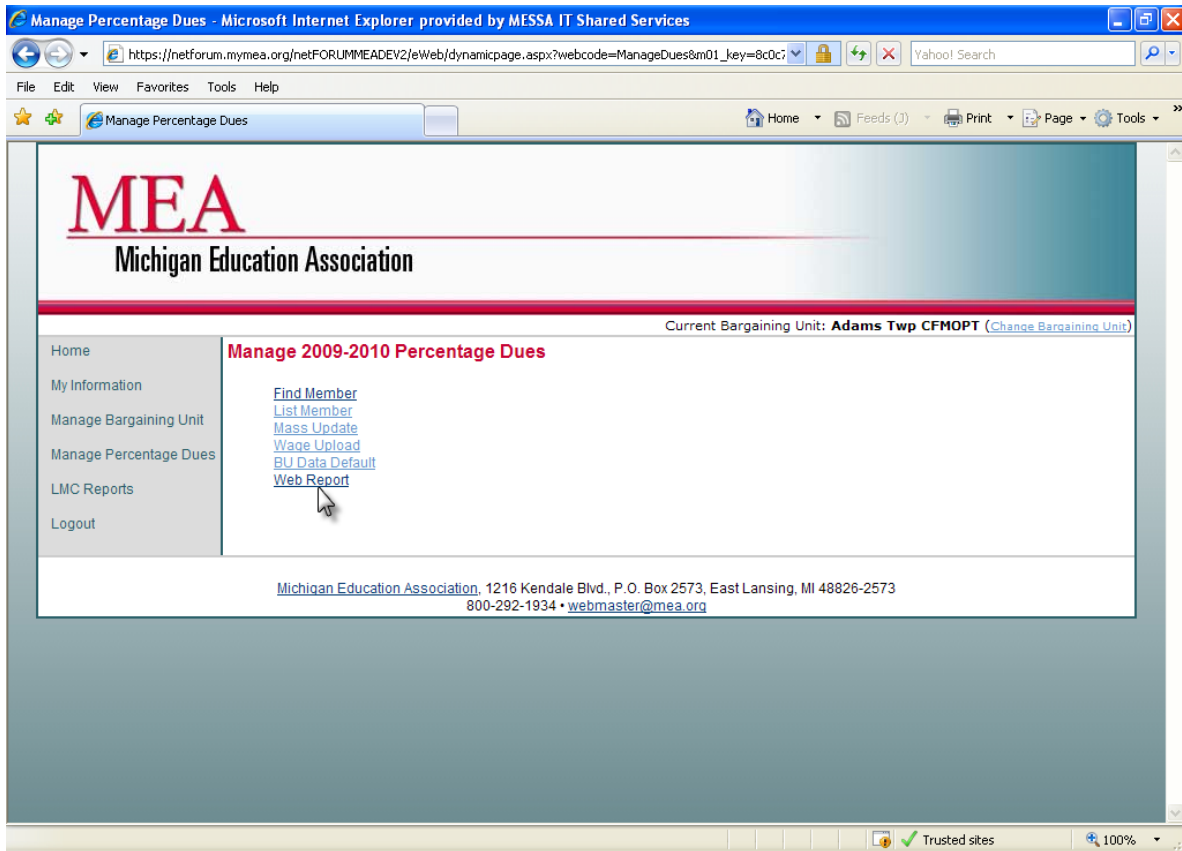 Manage Percentage Dues - Microsoft Internet Explorer provided by MESSA IT Shared Services
https://netforum.mymea.org/netFORUMMEADEV2/eWeb/dynamicpage.aspx?webcode=ManageDues&m01_key=8c0c7
Yahoo! Search
File Edit View Favorites Tools Help
Manage Percentage Dues
Home Feeds (J) Print Page Tools »
MEA
Michigan Education Association
Current Bargaining Unit: Adams Twp CFMOPT (Change Bargaining Unit)
Home
My Information
Manage Bargaining Unit
Manage Percentage Dues
LMC Reports
Logout
Manage 2009-2010 Percentage Dues
Find Member
List Member
Mass Update
Wage Upload
BU Data Default
Web Report
Michigan Education Association, 1216 Kendale Blvd., P.O. Box 2573, East Lansing, MI 48826-2573
800-292-1934 • webmaster@mea.org
Trusted sites
100%